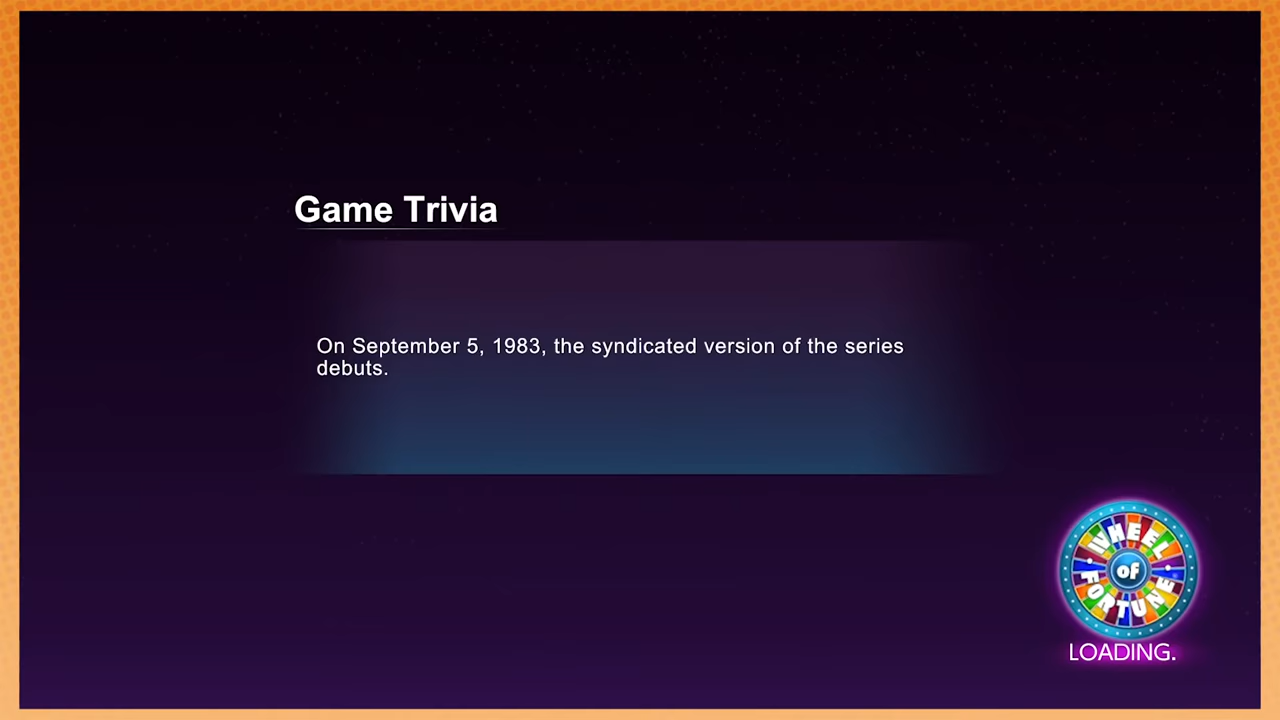 Game Trivia
On September 5, 1983, the syndicated version of the series
debuts.
WHEEL
OF
FORTUNE
LOADING.